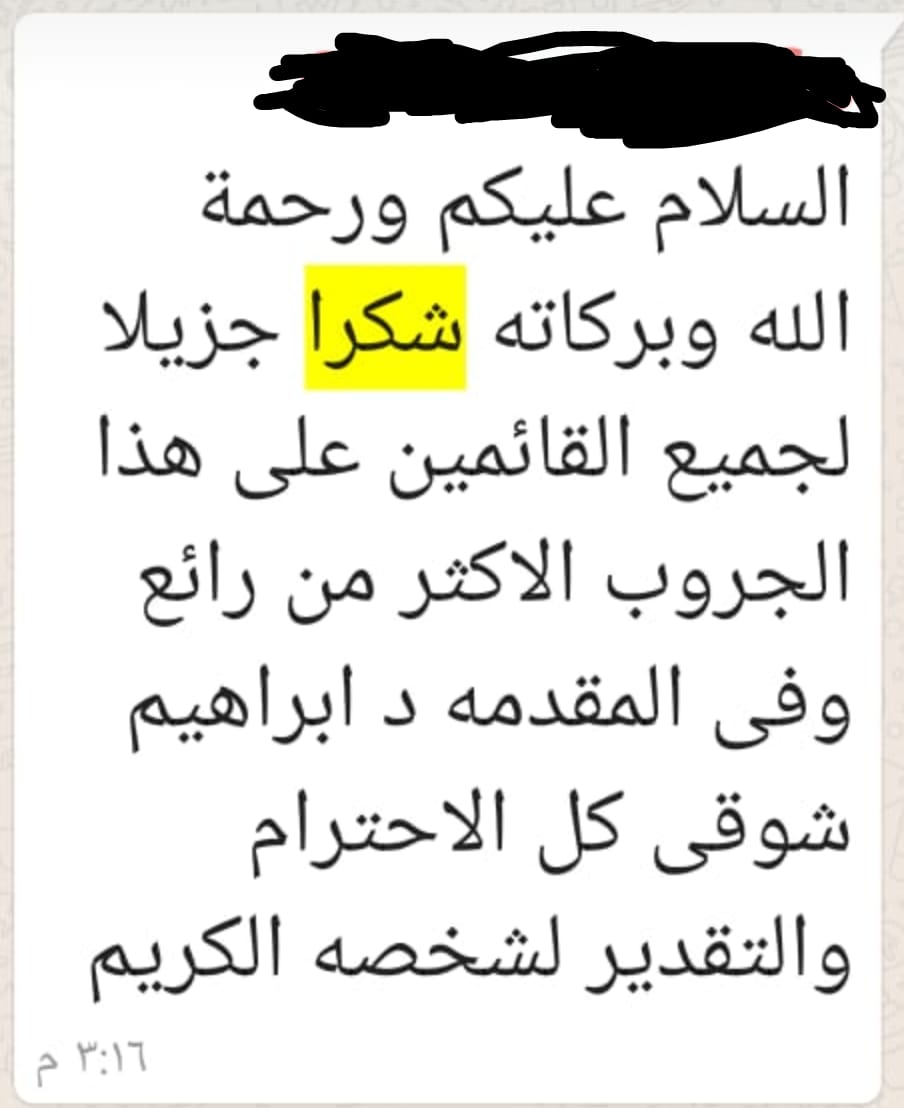 السلام عليكم ورحمة
الله وبركاته شكرا جزيلا
لجميع القائمين على هذا
الجروب الاكثر من رائع
وفى المقدمه د ابراهيم
شوقى كل الاحترام
والتقدير لشخصه الكريم
٣:١٦ م